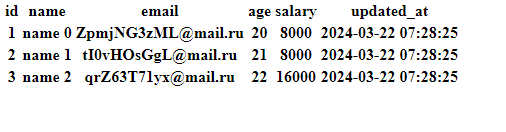 id name email age salary updated_at
1 name 0 ZpmjNG3zML@mail.ru 20 8000 2024-03-22 07:28:25
2 name 1 tI0vHOsGgL@mail.ru 21 8000 2024-03-22 07:28:25
3 name 2 qrZ63T71yx@mail.ru 22 16000 2024-03-22 07:28:25